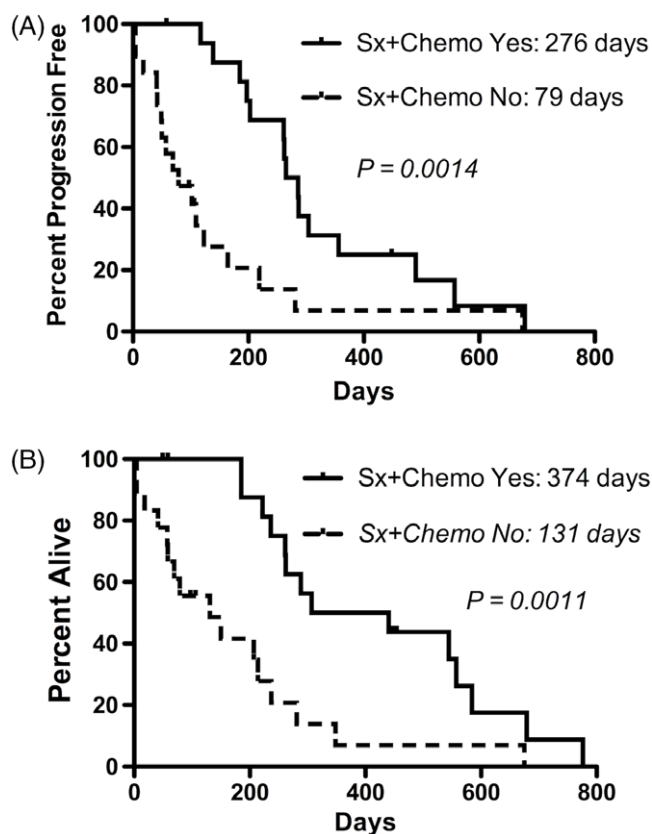 (A)
Percent Progression Free
100
80
60
40
20
0
Sx+Chemo Yes: 276 days
Sx+Chemo No: 79 days
P = 0.0014
0 200 400 600 800
Days
(B)
Percent Alive
100
80
60
40
20
0
Sx+Chemo Yes: 374 days
Sx+Chemo No: 131 days
P = 0.0011
0 200 400 600 800
Days